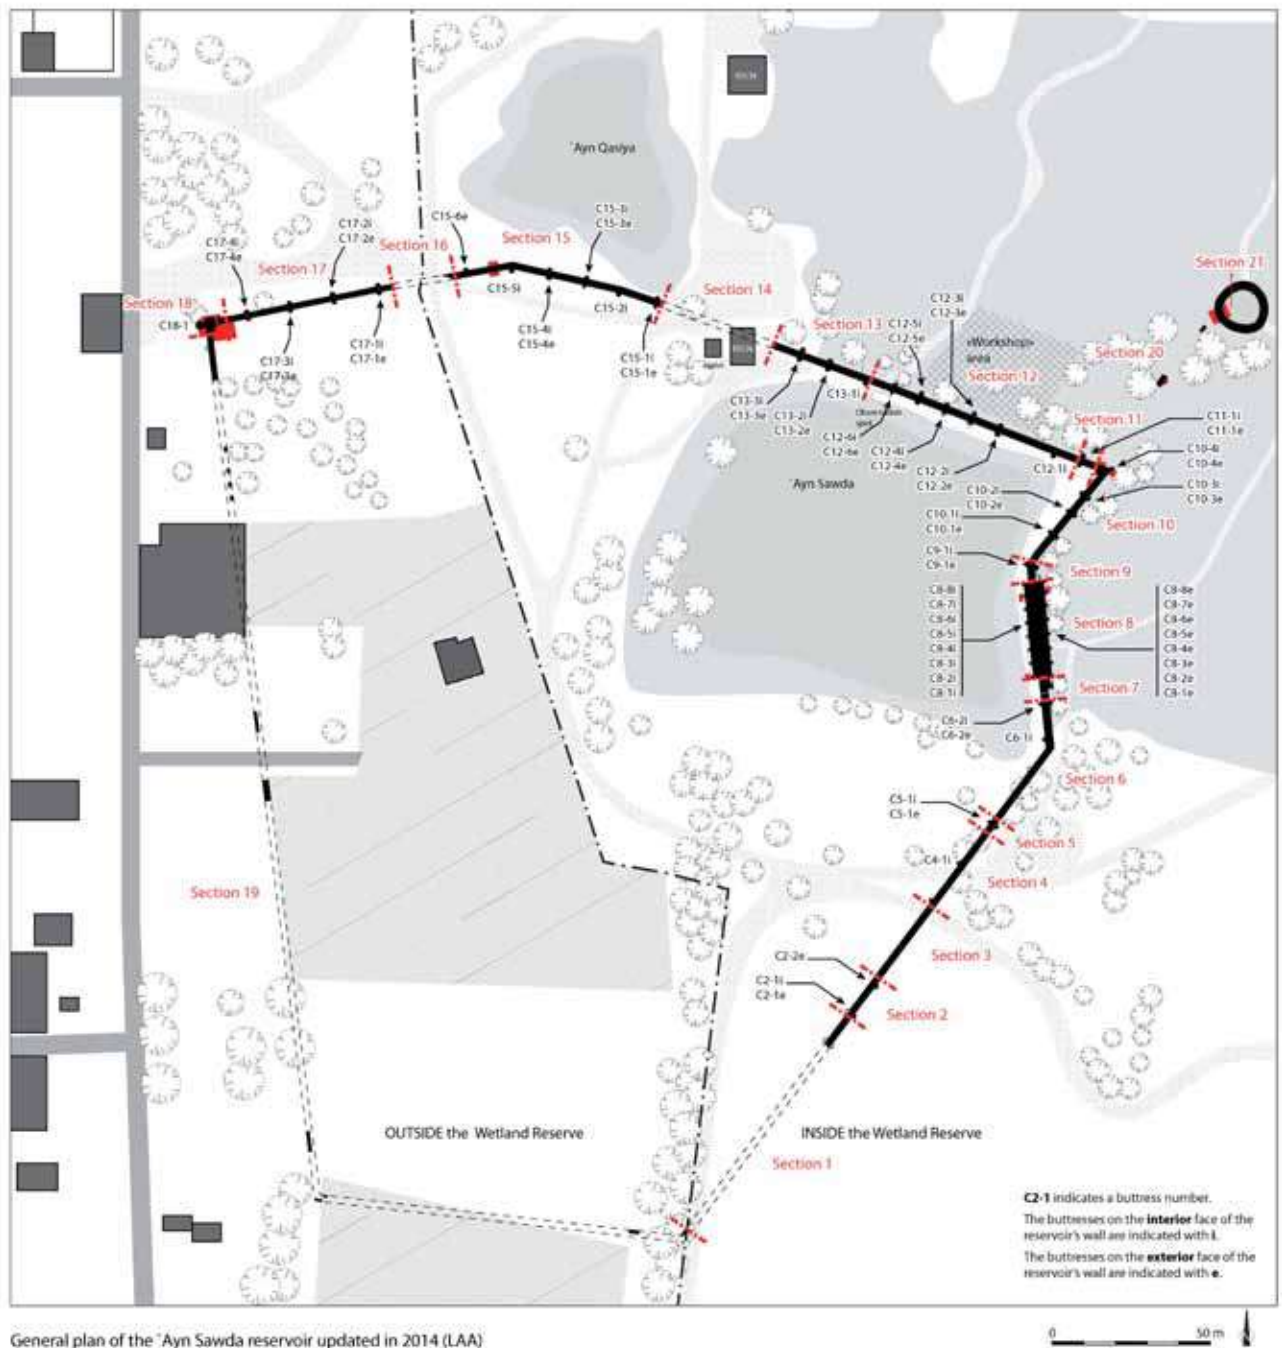 `Ayn Qasiya
C15-3i
C15-3e
C15-6e
Section 15
C17-2i
C17-2e
Section 16
C17-4i
C17-4e
Section 17
Section 21
C15-5i
Section 14
C15-2i
Section 18
C18-1
C12-3i
C12-3e
Section 13
C12-5i
C12-5e
«Workshop»
area
Section 12
Section 20
C15-4i
C15-4e
C17-1i
C17-1e
C17-3i
C17-3e
C15-1i
C15-1e
C13-1i
C13-3i
C13-3e
C13-2i
C13-2e
Section 11
C11-1i
C11-1e
C12-6i
C12-6e
C12-4i
C12-4e
C12-2i
C12-2e
C12-1i
C10-4i
C10-4e
`Ayn Sawda
C10-2i
C10-2e
C10-3i
C10-3e
C10-1i
C10-1e
Section 10
C9-1i
C9-1e
Section 9
C8-8i
C8-7i
C8-6i
C8-5i
C8-4i
C8-3i
C8-2i
C8-1i
Section 8
C8-8e
C8-7e
C8-6e
C8-5e
C8-4e
C8-3e
C8-2e
C8-1e
Section 7
C6-2i
C6-2e
C6-1i
Section 6
C5-1i
C5-1e
Section 5
C4-1i
Section 4
Section 19
Section 3
C2-2e
C2-1i
C2-1e
Section 2
OUTSIDE the Wetland Reserve
INSIDE the Wetland Reserve
Section 1
C2-1 indicates a buttress number.
The buttresses on the interior face of the
reservoir's wall are indicated with i.
The buttresses on the exterior face of the
reservoir's wall are indicated with e.
General plan of the `Ayn Sawda reservoir updated in 2014 (LAA)
0 50 m